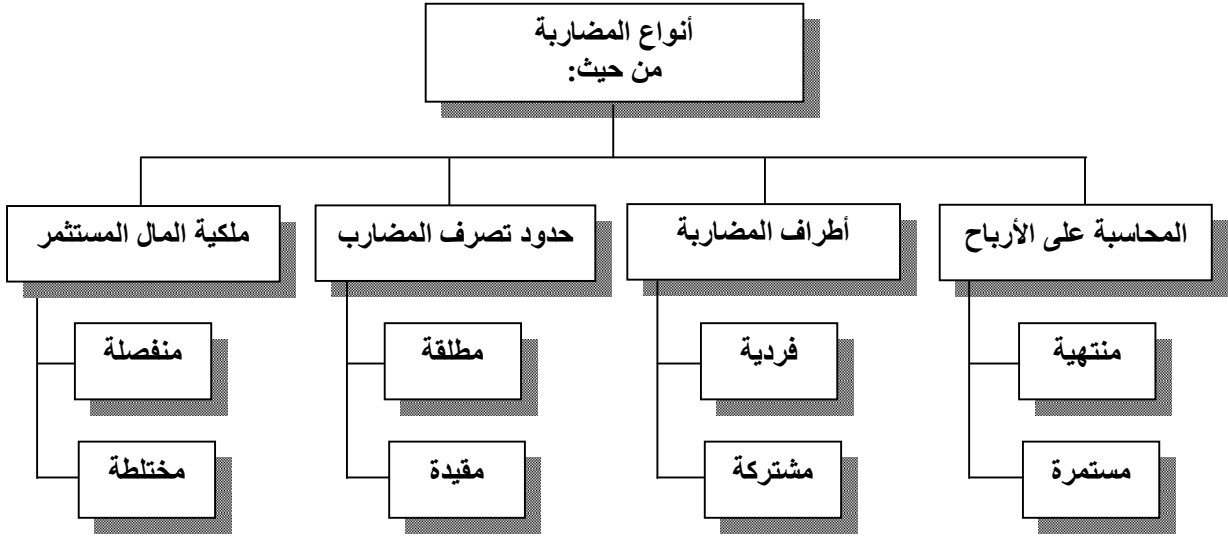 أنواع المضاربة
من حيث:
المحاسبة على الأرباح
أطراف المضاربة
حدود تصرف المضارب
ملكية المال المستثمر
منتهية
فردية
مطلقة
منفصلة
مستمرة
مشتركة
مقيدة
مختلطة